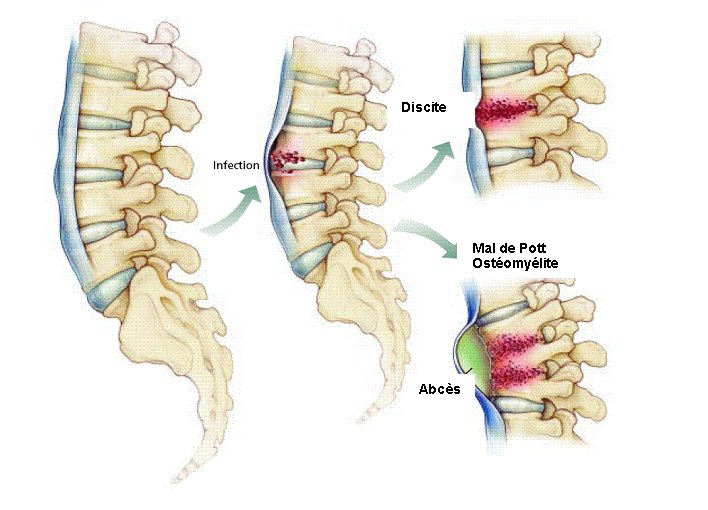 Discite
Infection
Mal de Pott
Ostéomyélite
Abcès